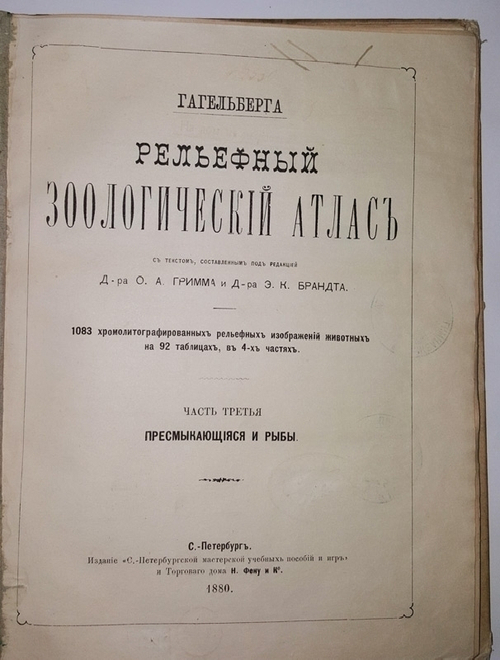 ГАГЕЛЬБЕРГА
РЕЛЬЕФНЫЙ
ЗООЛОГИЧЕСКІЙ АТЛАСЪ
СЪ ТЕКСТОМЪ, СОСТАВЛЕННЫМЪ ПОДЪ РЕДАКЦІЕЙ
Д-ра О. А. ГРИММА и Д-ра Э. К. БРАНДТА.
1083 хромолитографированныхъ рельефныхъ изображеній животныхъ
на 92 таблицахъ, въ 4-хъ частяхъ.
ЧАСТЬ ТРЕТЬЯ
ПРЕСМЫКАЮЩІЯСЯ И РЫБЫ.
С.-Петербургъ.
Изданіе «С.-Петербургской мастерской учебныхъ пособій и игръ»
и Торговаго дома Н. Фену и К°.
1880.